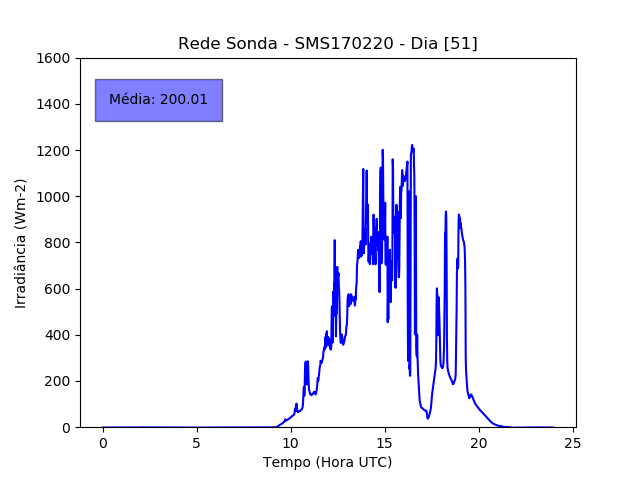 Rede Sonda - SMS170220 - Dia [51]
1600
1400
1200
1000
800
600
400
200
0
Média: 200.01
Irradiância (Wm-2)
0 5 10 15 20 25
Tempo (Hora UTC)